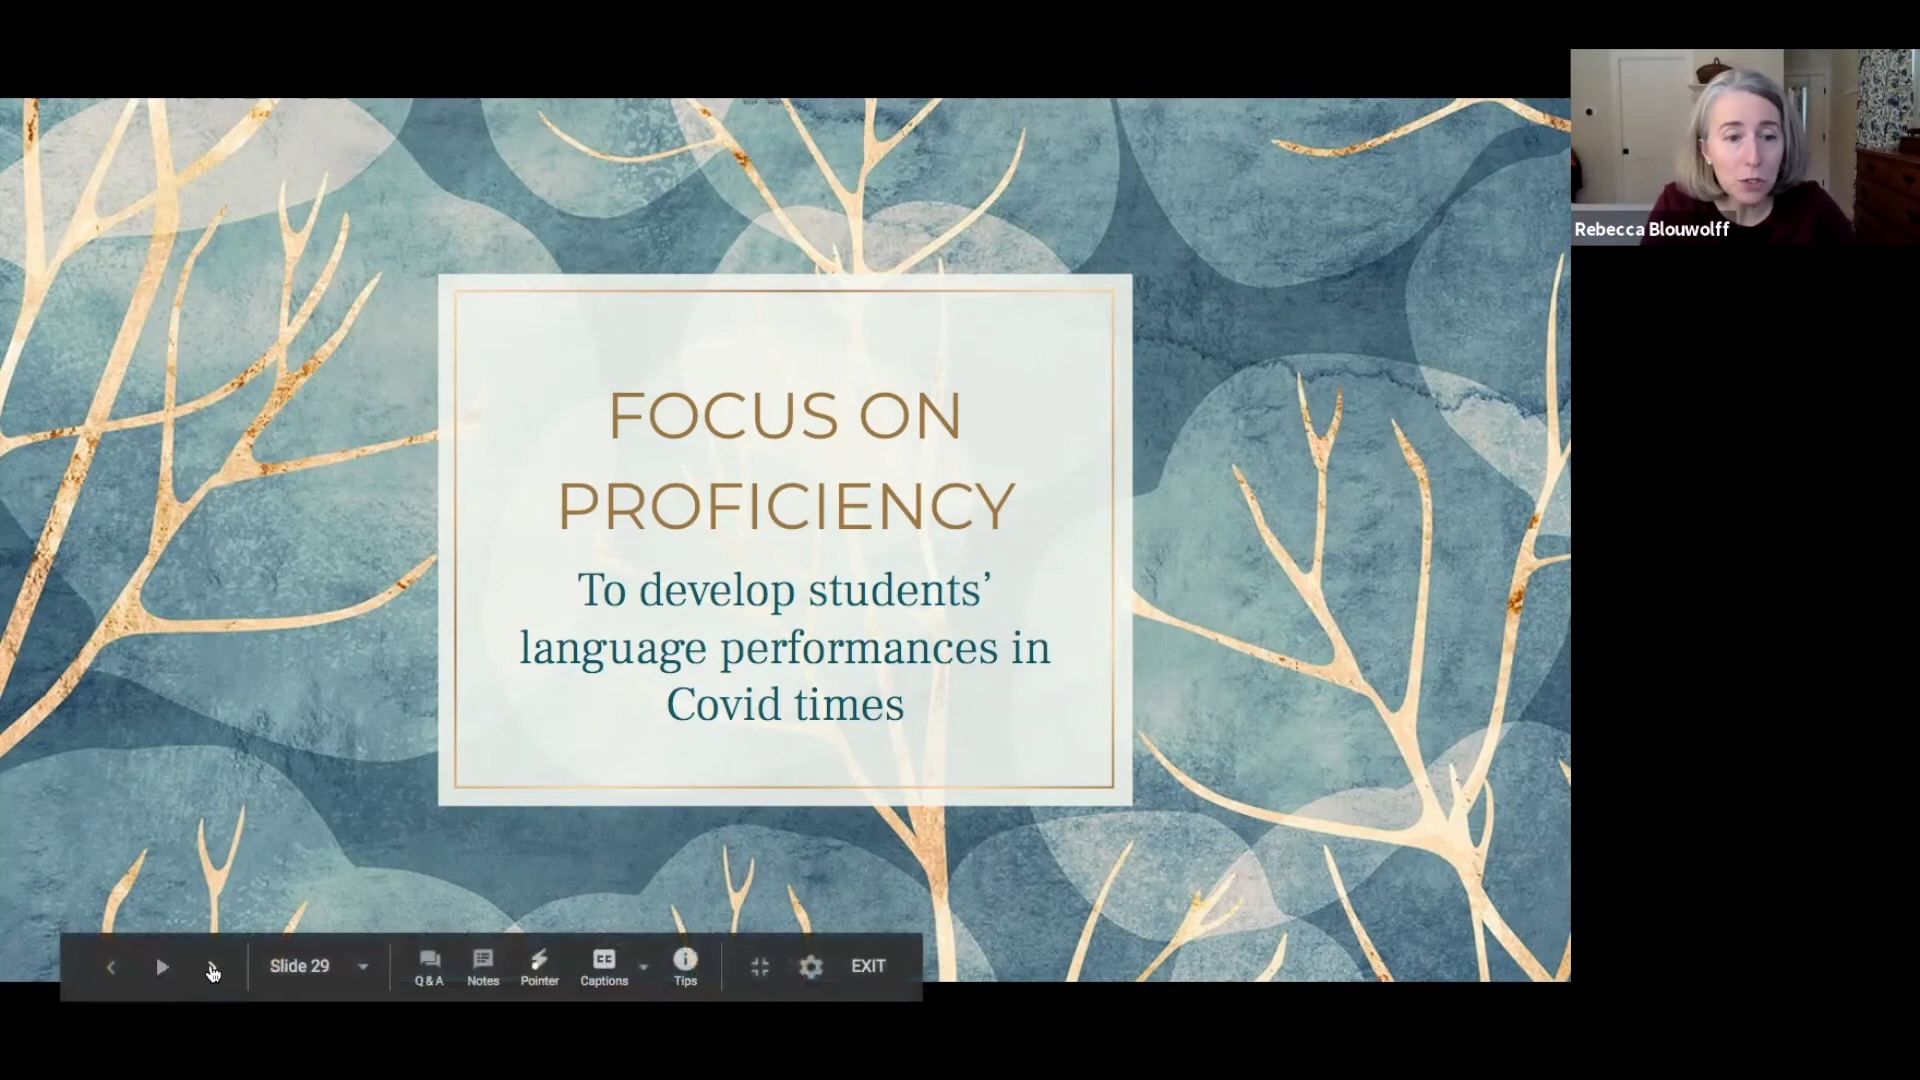 Rebecca Blouwolff
FOCUS ON
PROFICIENCY
To develop students’
language performances in
Covid times
Slide 29
Q & A
Notes
Pointer
CC
Captions
Tips
EXIT